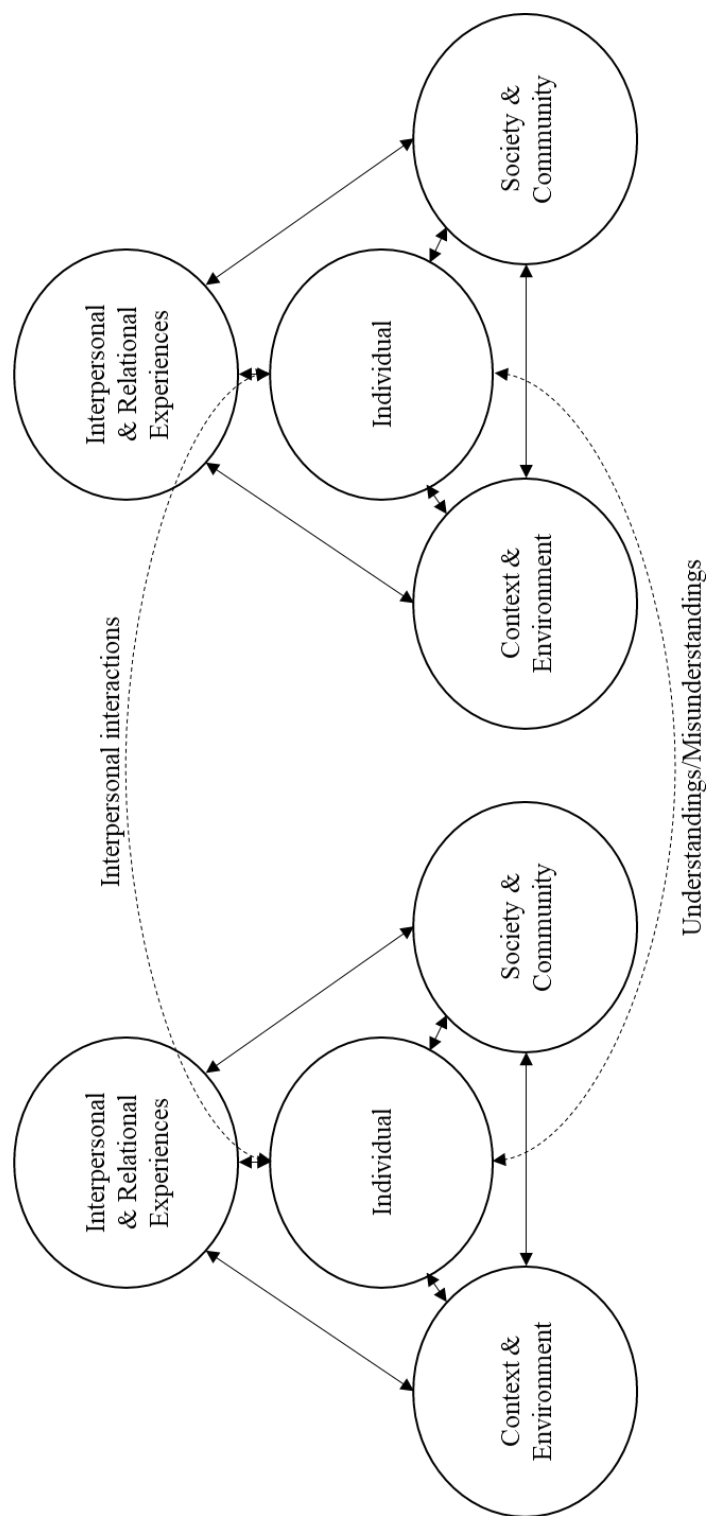 Interpersonal interactions
Interpersonal
& Relational
Experiences
Interpersonal
& Relational
Experiences
Individual
Individual
Context &
Environment
Society &
Community
Context &
Environment
Society &
Community
Understandings/Misunderstandings